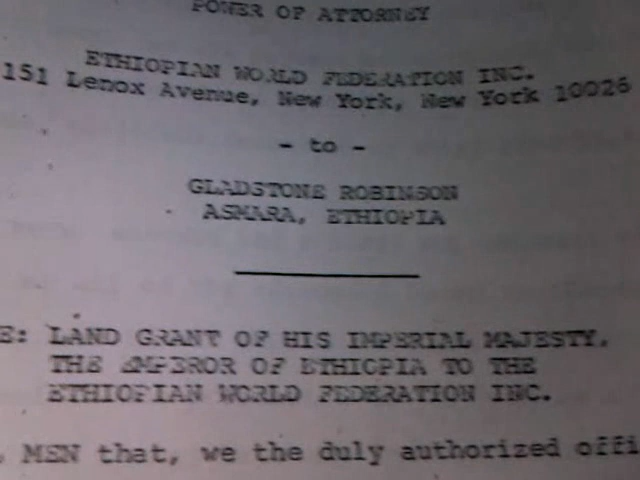 POWER OF ATTORNEY
ETHIOPIAN WORLD FEDERATION INC.
151 Lenox Avenue, New York, New York 10026
- to -
GLADSTONE ROBINSON
ASMARA, ETHIOPIA
E: LAND GRANT OF HIS IMPERIAL MAJESTY,
THE EMPEROR OF ETHIOPIA TO THE
ETHIOPIAN WORLD FEDERATION INC.
MEN that, we the duly authorized offi